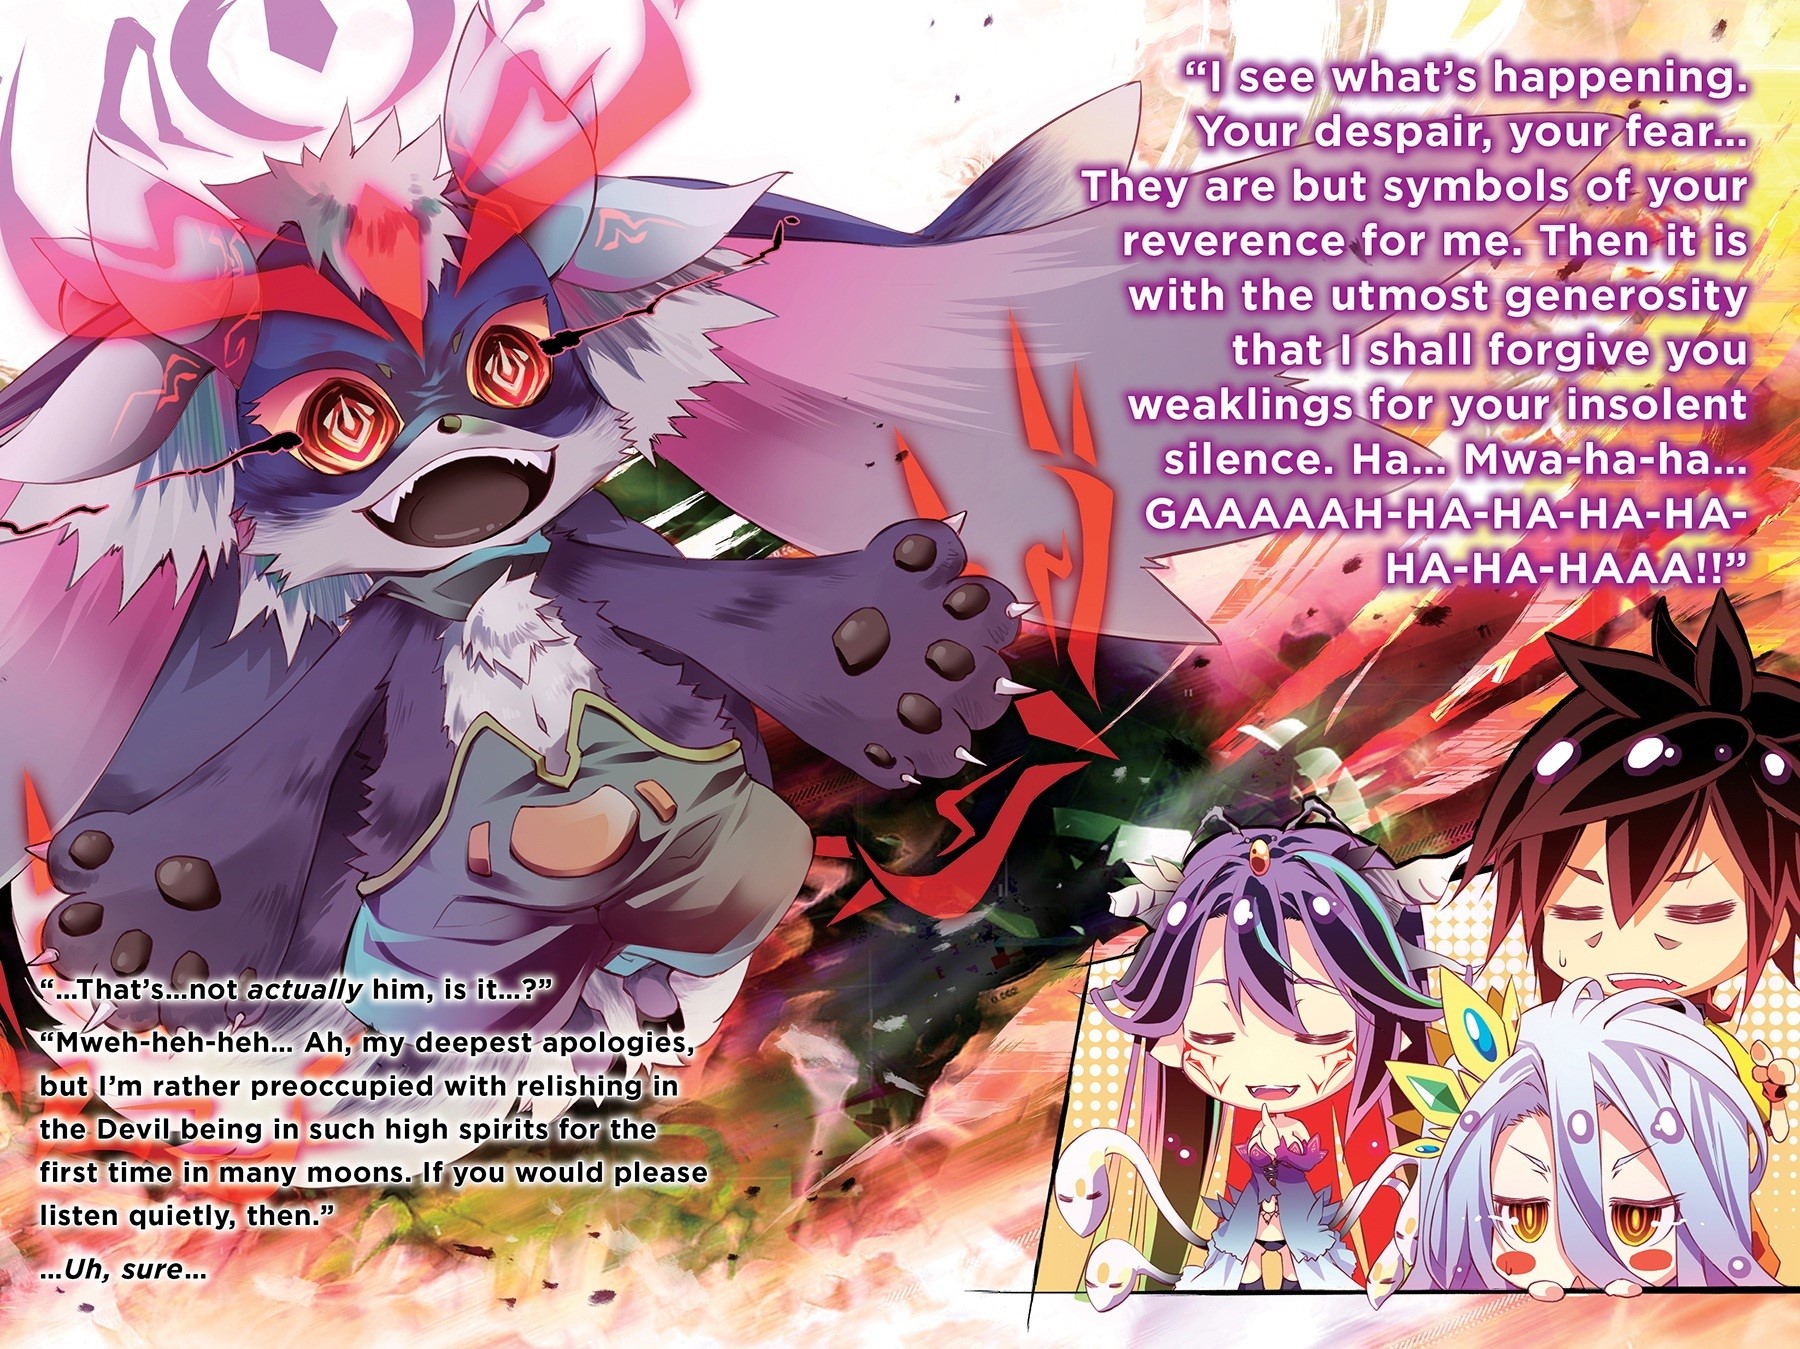 “I see what’s happening.
Your despair, your fear…
They are but symbols of your
reverence for me. Then it is
with the utmost generosity
that I shall forgive you
weaklings for your insolent
silence. Ha… Mwa-ha-ha…
GAAAAAH-HA-HA-HA-HA-
HA-HA-HAAA!!”
“…That’s…not actually him, is it…?”
“Mweh-heh-heh… Ah, my deepest apologies,
but I’m rather preoccupied with relishing in
the Devil being in such high spirits for the
first time in many moons. If you would please
listen quietly, then.”
…Uh, sure…